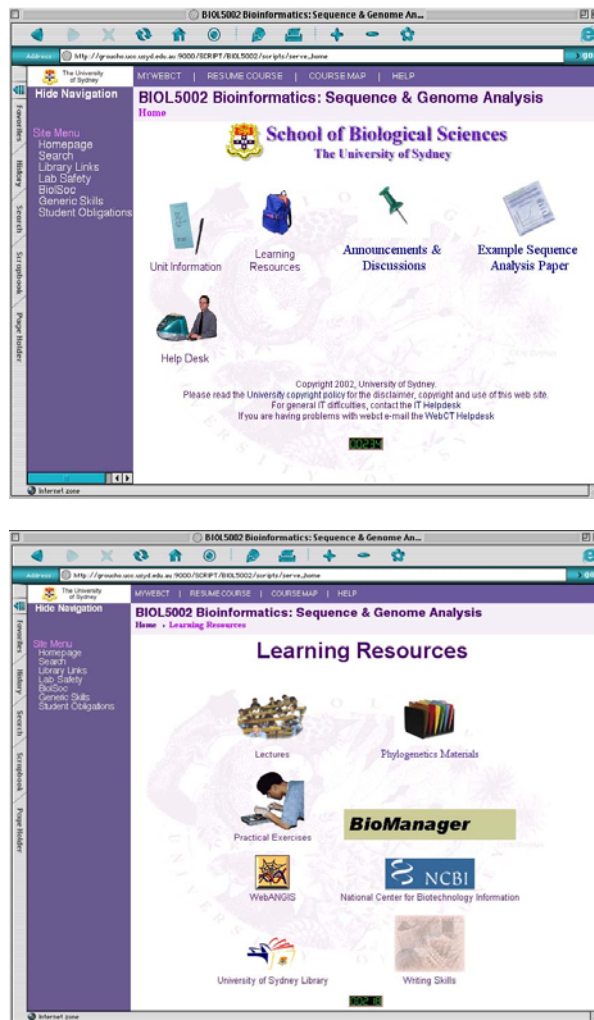 BIOL5002 Bioinformatics: Sequence & Genome An...
Address: http://groucho.ucc.usyd.edu.au:9000/SCRIPT/BIOL5002/scripts/serve_home
go
The University of Sydney
MYWEBCT | RESUME COURSE | COURSE MAP | HELP
Hide Navigation
BIOL5002 Bioinformatics: Sequence & Genome Analysis
Home
Favorites
History
Search
Scrapbook
Page Holder
Site Menu
Homepage
Search
Library Links
Lab Safety
BiolSoc
Generic Skills
Student Obligations
School of Biological Sciences
The University of Sydney
Unit Information
Learning
Resources
Announcements &
Discussions
Example Sequence
Analysis Paper
Help Desk
Copyright 2002, University of Sydney.
Please read the University copyright policy for the disclaimer, copyright and use of this web site.
For general IT difficulties, contact the IT Helpdesk
If you are having problems with webct e-mail the WebCT Helpdesk
Internet zone
BIOL5002 Bioinformatics: Sequence & Genome An...
Address: http://groucho.ucc.usyd.edu.au:9000/SCRIPT/BIOL5002/scripts/serve_home
go
The University of Sydney
MYWEBCT | RESUME COURSE | COURSE MAP | HELP
Hide Navigation
BIOL5002 Bioinformatics: Sequence & Genome Analysis
Home › Learning Resources
Favorites
History
Search
Scrapbook
Page Holder
Site Menu
Homepage
Search
Library Links
Lab Safety
BiolSoc
Generic Skills
Student Obligations
Learning Resources
Lectures
Phylogenetics Materials
Practical Exercises
BioManager
WebANGIS
NCBI
National Center for Biotechnology Information
University of Sydney Library
Writing Skills
Internet zone